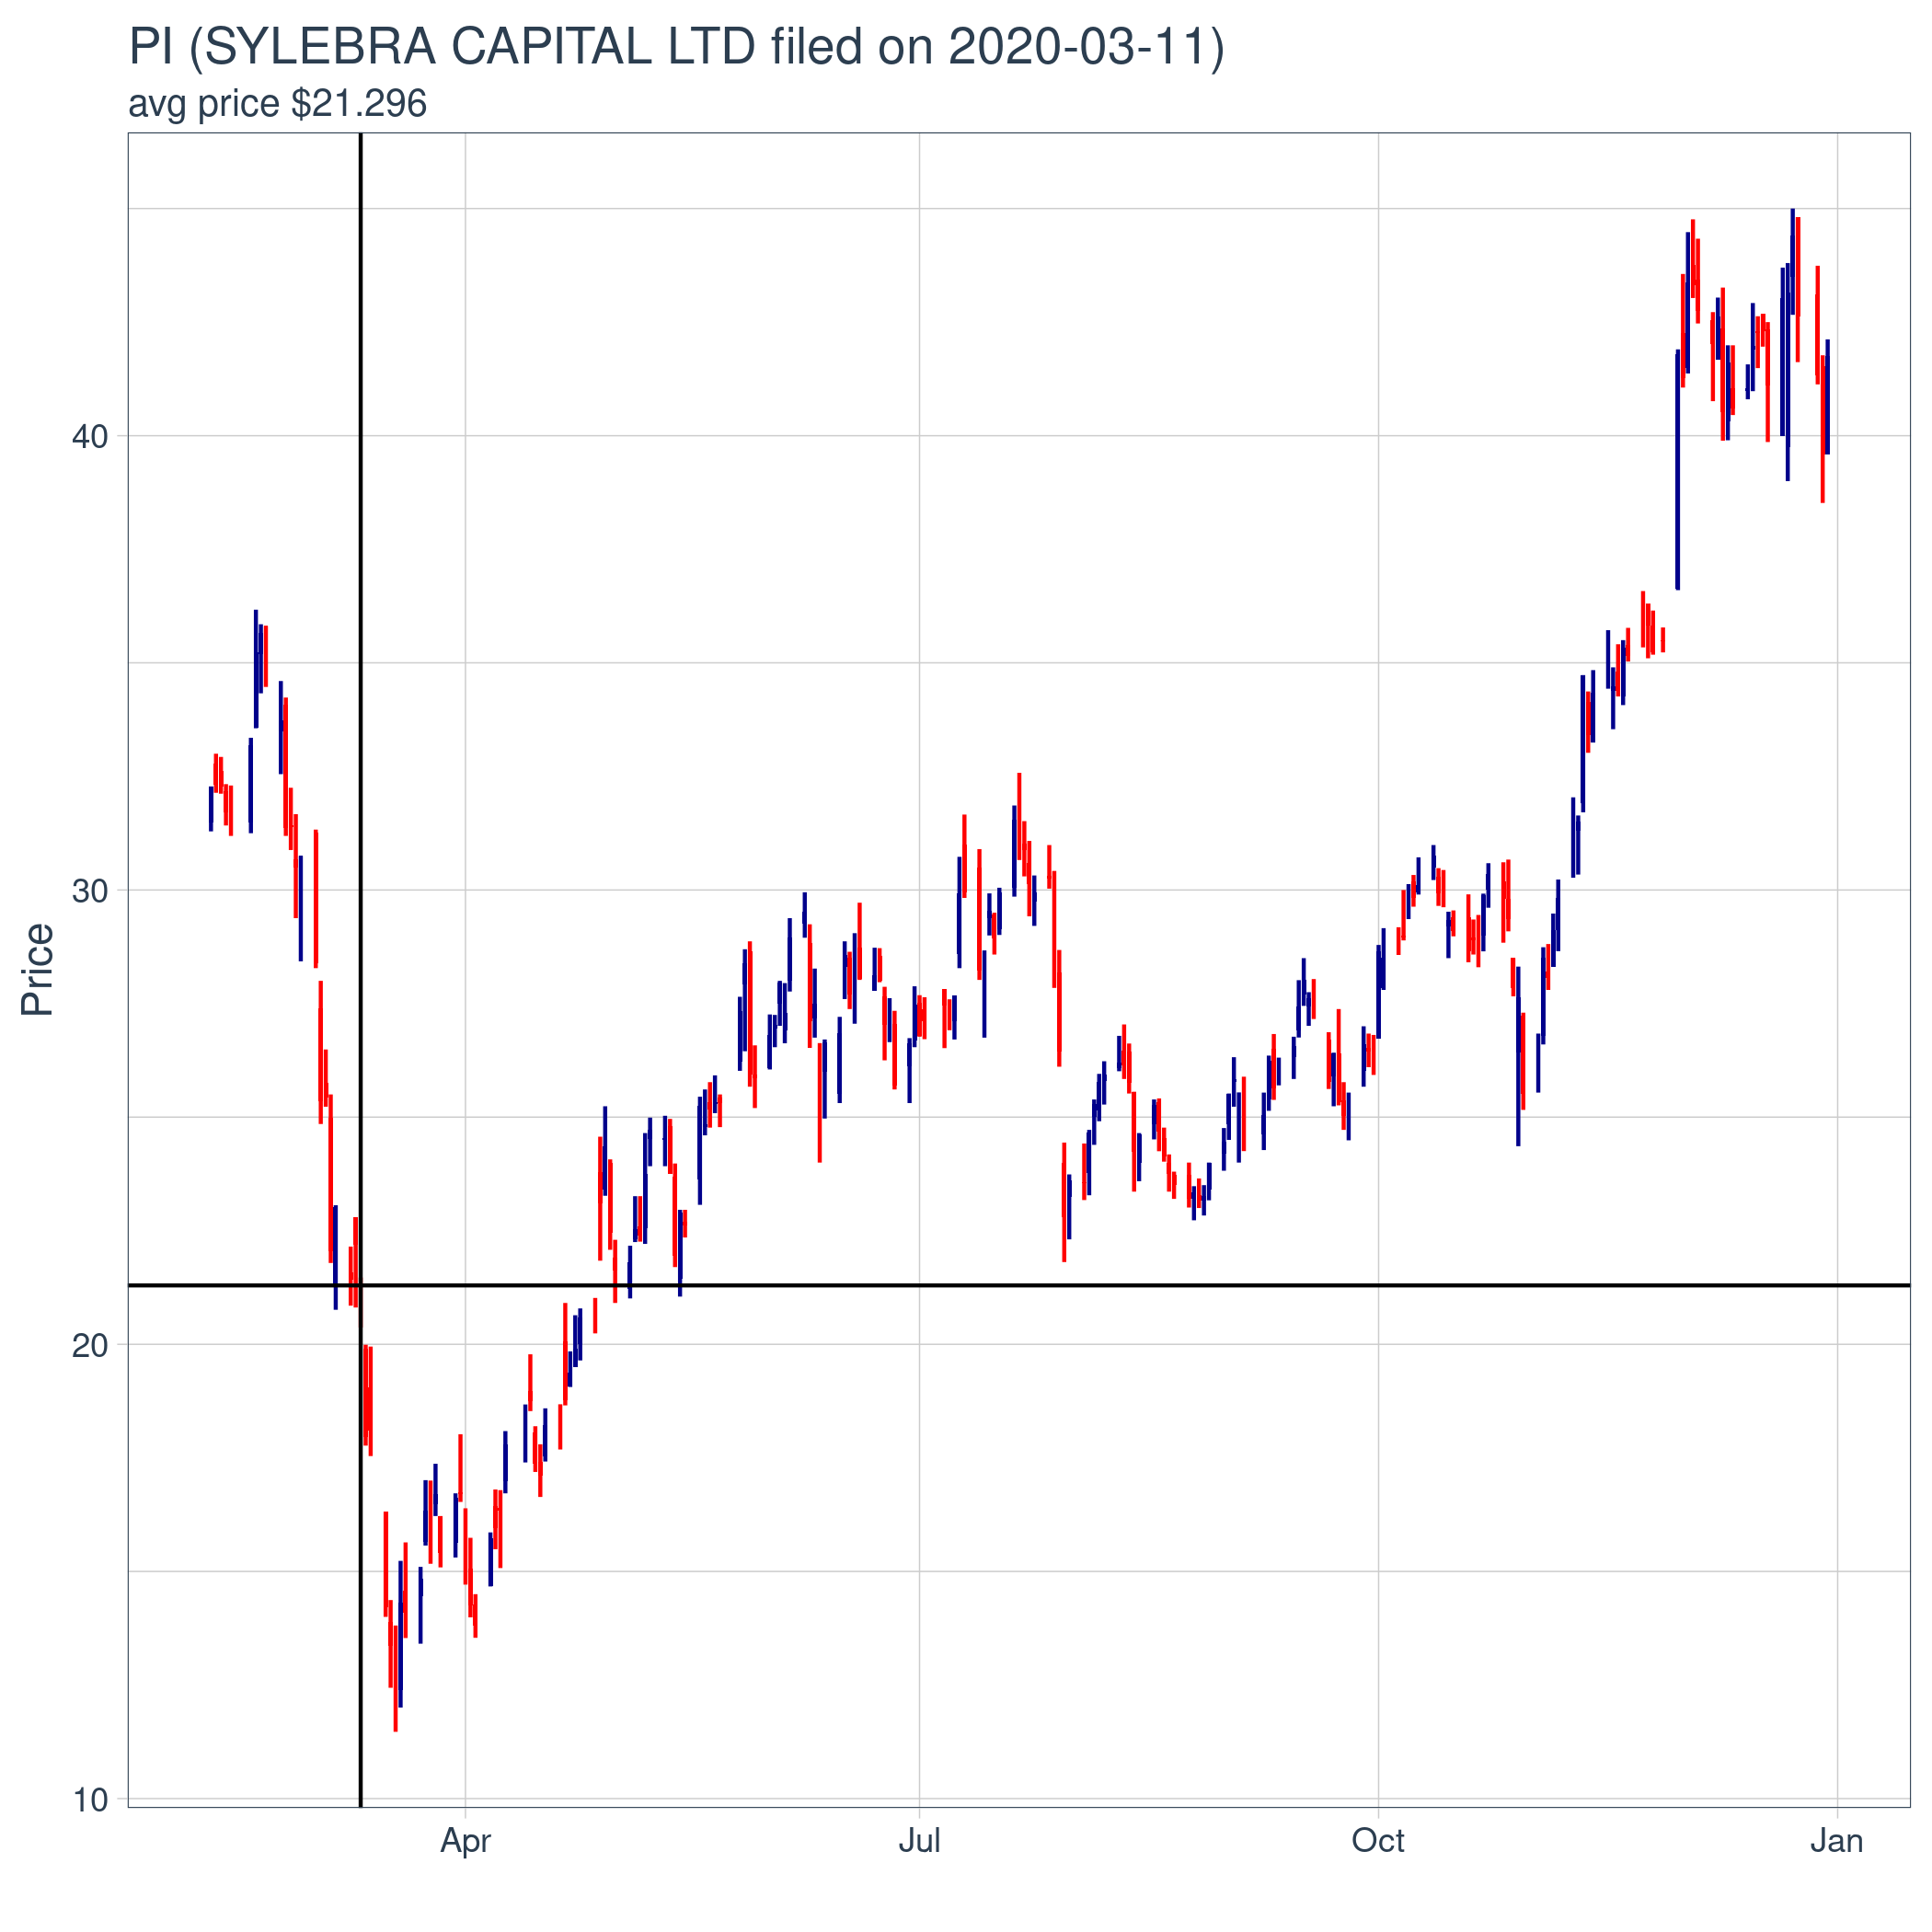 PI (SYLEBRA CAPITAL LTD filed on 2020-03-11)
avg price $21.296
40
30
Price
20
10
Apr Jul Oct Jan